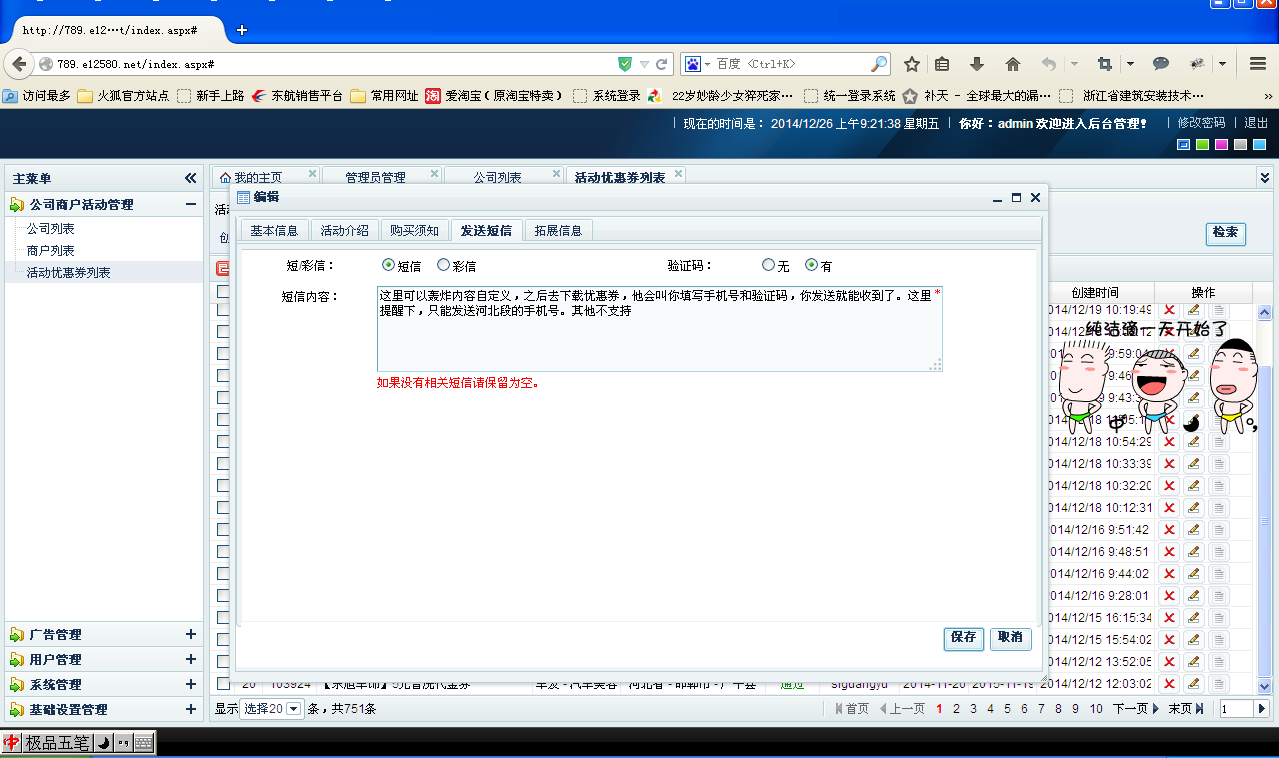 http://789.e12…t/index.aspx#
789.e12580.net/index.aspx#
百度 <Ctrl+K>
访问最多 火狐官方站点 新手上路 东航销售平台 常用网址 爱淘宝（原淘宝特卖） 系统登录 22岁妙龄少女猝死家… 统一登录系统 补天 - 全球最大的漏… 浙江省建筑安装技术… »
现在的时间是： 2014/12/26 上午9:21:38 星期五 你好：admin 欢迎进入后台管理！ 修改密码 退出
主菜单
我的主页 管理员管理 公司列表 活动优惠券列表
公司商户活动管理
公司列表
商户列表
活动优惠券列表
检索
编辑
基本信息 活动介绍 购买须知 发送短信 拓展信息
短/彩信： 短信 彩信 验证码： 无 有
短信内容：
这里可以轰炸内容自定义，之后去下载优惠券，他会叫你填写手机号和验证码，你发送就能收到了。这里 *
提醒下，只能发送河北段的手机号。其他不支持
如果没有相关短信请保留为空。
保存 取消
创建时间 操作
014/12/19 10:19:49
纯洁滴一天开始了
014/12/18 10:54:29
014/12/18 10:33:39
014/12/18 10:32:20
014/12/18 10:12:31
014/12/16 9:51:42
014/12/16 9:48:51
014/12/16 9:44:02
014/12/16 9:28:01
014/12/15 16:15:34
014/12/15 15:54:02
014/12/12 13:52:05
014/12/12 12:03:02
中
广告管理
用户管理
系统管理
基础设置管理
显示 选择20 条，共751条
首页 上一页 1 2 3 4 5 6 7 8 9 10 下一页 末页 1
中 极品五笔